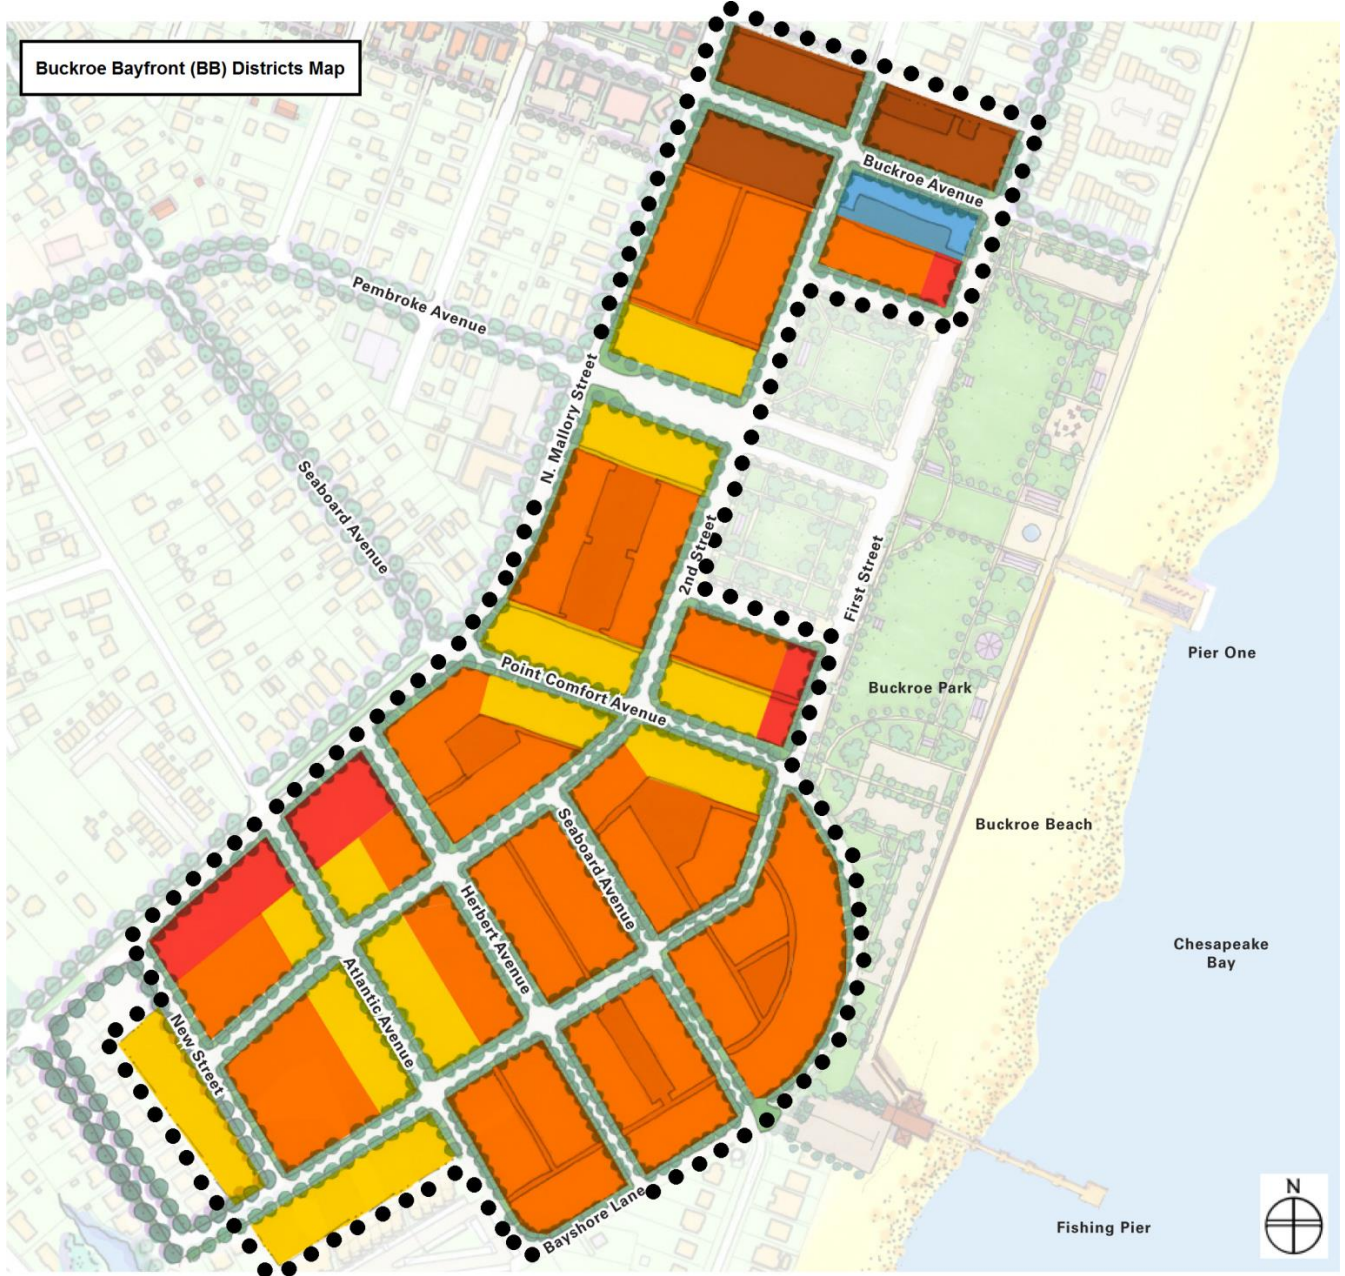 Buckroe Bayfront (BB) Districts Map
Buckroe Avenue
Pembroke Avenue
N. Mallory Street
Seaboard Avenue
2nd Street
First Street
Pier One
Point Comfort Avenue
Buckroe Park
Buckroe Beach
Seaboard Avenue
Herbert Avenue
Chesapeake
Bay
Atlantic Avenue
New Street
Bayshore Lane
Fishing Pier
N